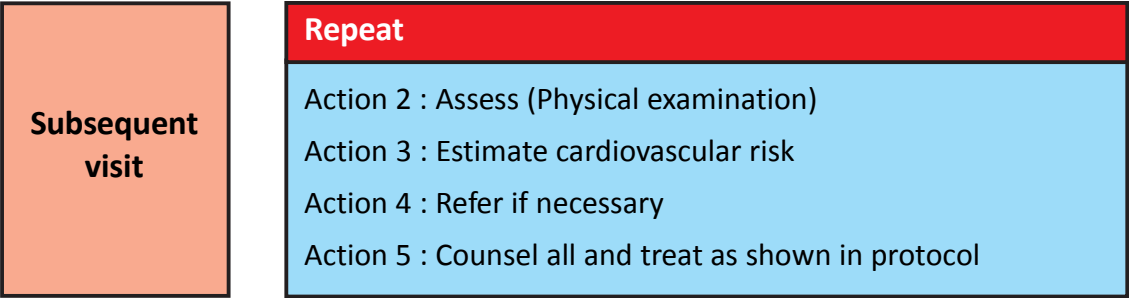 Subsequent
visit
Repeat
Action 2 : Assess (Physical examination)
Action 3 : Estimate cardiovascular risk
Action 4 : Refer if necessary
Action 5 : Counsel all and treat as shown in protocol